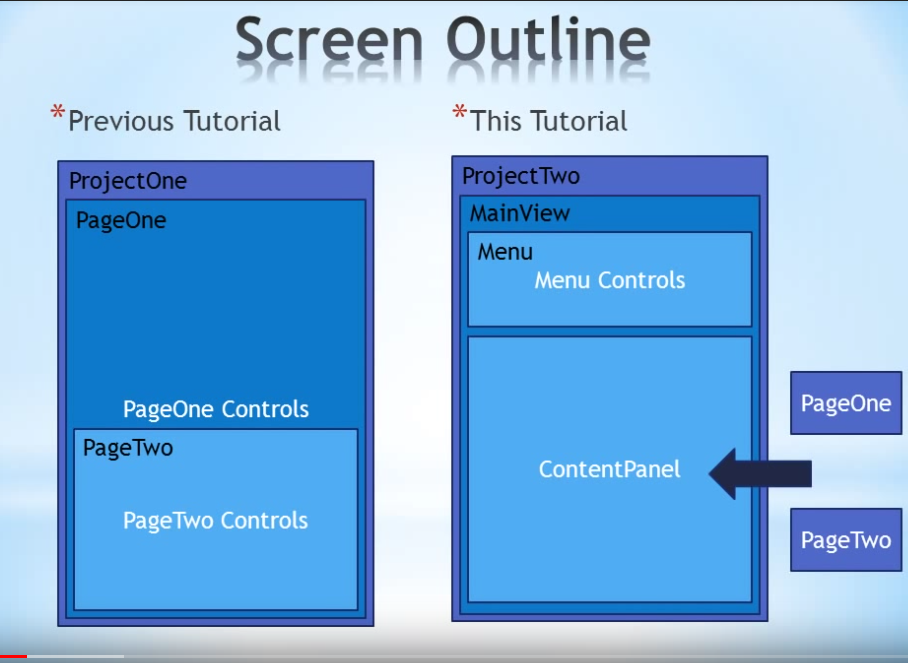 Screen Outline
*Previous Tutorial
ProjectOne
PageOne
PageOne Controls
PageTwo
PageTwo Controls
*This Tutorial
ProjectTwo
MainView
Menu
Menu Controls
ContentPanel
PageOne
PageTwo